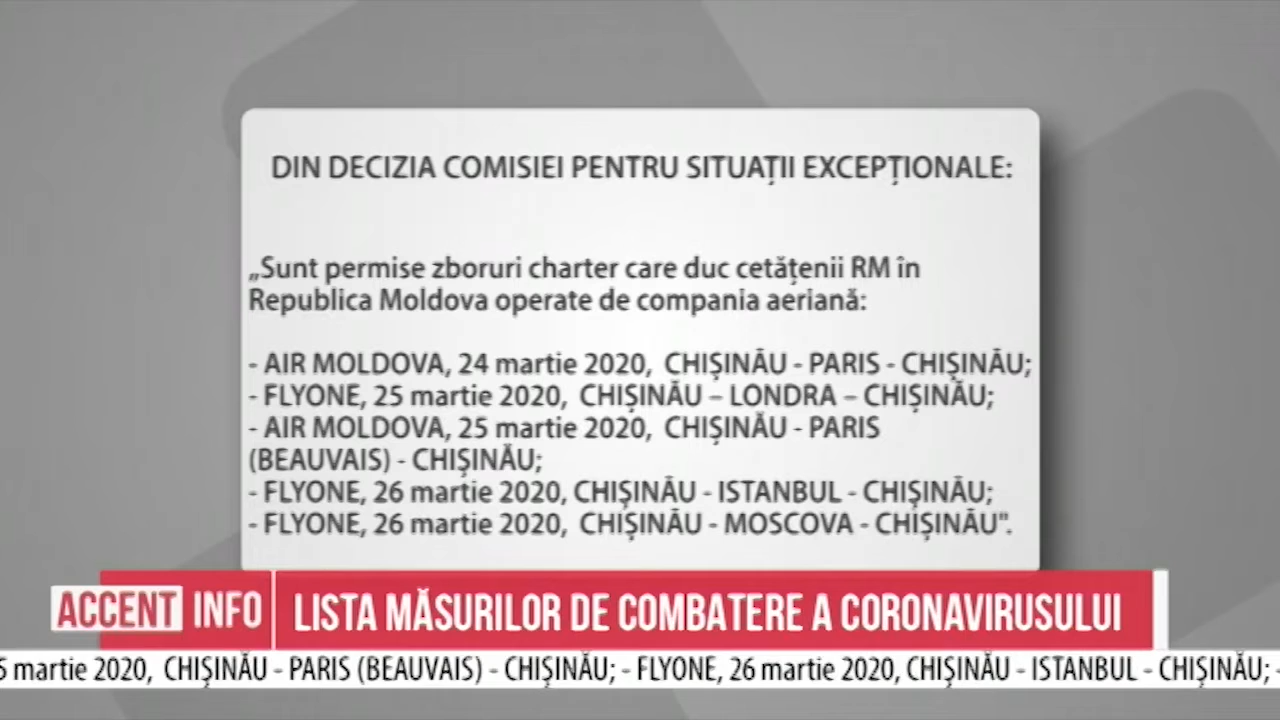 DIN DECIZIA COMISIEI PENTRU SITUAȚII EXCEPȚIONALE:
„Sunt permise zboruri charter care duc cetățenii RM în
Republica Moldova operate de compania aeriană:
- AIR MOLDOVA, 24 martie 2020, CHIȘINĂU - PARIS - CHIȘINĂU;
- FLYONE, 25 martie 2020, CHIȘINĂU – LONDRA – CHIȘINĂU;
- AIR MOLDOVA, 25 martie 2020, CHIȘINĂU - PARIS
(BEAUVAIS) - CHIȘINĂU;
- FLYONE, 26 martie 2020, CHIȘINĂU - ISTANBUL - CHIȘINĂU;
- FLYONE, 26 martie 2020, CHIȘINĂU - MOSCOVA - CHIȘINĂU".
ACCENT INFO LISTA MĂSURILOR DE COMBATERE A CORONAVIRUSULUI
5 martie 2020, CHIȘINĂU - PARIS (BEAUVAIS) - CHIȘINĂU; - FLYONE, 26 martie 2020, CHIȘINĂU - ISTANBUL - CHIȘINĂU; -